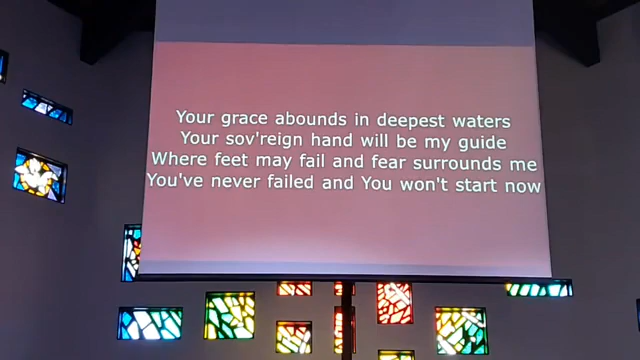 Your grace abounds in deepest waters
Your sov'reign hand will be my guide
Where feet may fail and fear surrounds me
You've never failed and You won't start now